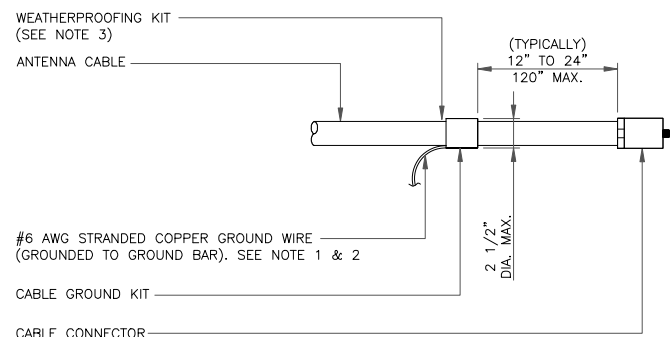 WEATHERPROOFING KIT
(SEE NOTE 3)
ANTENNA CABLE
(TYPICALLY)
12" TO 24"
120" MAX.
2 1/2"
DIA. MAX.
#6 AWG STRANDED COPPER GROUND WIRE
(GROUNDED TO GROUND BAR). SEE NOTE 1 & 2
CABLE GROUND KIT
CABLE CONNECTOR